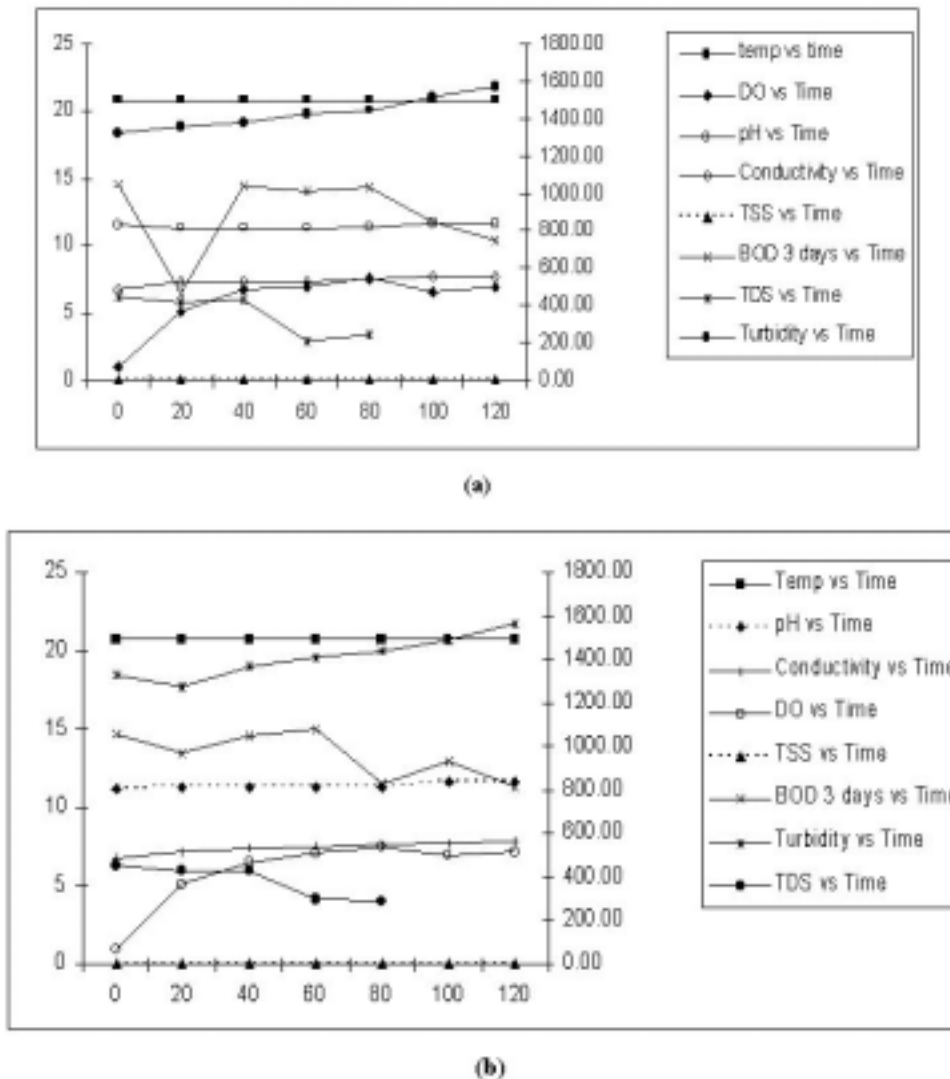 25
20
15
10
5
0
1800.00
1600.00
1400.00
1200.00
1000.00
800.00
600.00
400.00
200.00
0.00
0 20 40 60 80 100 120
temp vs time
DO vs Time
pH vs Time
Conductivity vs Time
TSS vs Time
BOD 3 days vs Time
TDS vs Time
Turbidity vs Time
(a)
25
20
15
10
5
0
1800.00
1600.00
1400.00
1200.00
1000.00
800.00
600.00
400.00
200.00
0.00
0 20 40 60 80 100 120
Temp vs Time
pH vs Time
Conductivity vs Time
DO vs Time
TSS vs Time
BOD 3 days vs Time
Turbidity vs Time
TDS vs Time
(b)